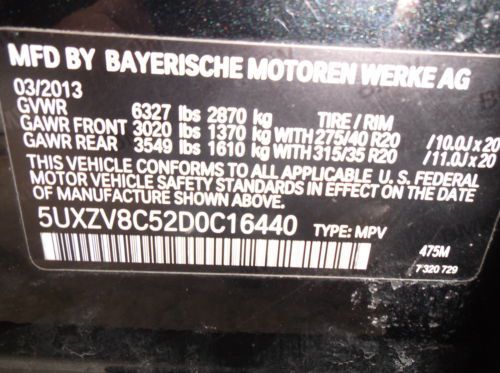 MFD BY BAYERISCHE MOTOREN WERKE AG
03/2013
GVWR 6327 lbs 2870 kg TIRE / RIM
GAWR FRONT 3020 lbs 1370 kg WITH 275/40 R20 /10.0J x 20
GAWR REAR 3549 lbs 1610 kg WITH 315/35 R20 /11.0J x 20
THIS VEHICLE CONFORMS TO ALL APPLICABLE U. S. FEDERAL
MOTOR VEHICLE SAFETY STANDARDS IN EFFECT ON THE DATE
OF MANUFACTURE SHOWN ABOVE.
5UXZV8C52D0C16440 TYPE: MPV
475M
7 320 729